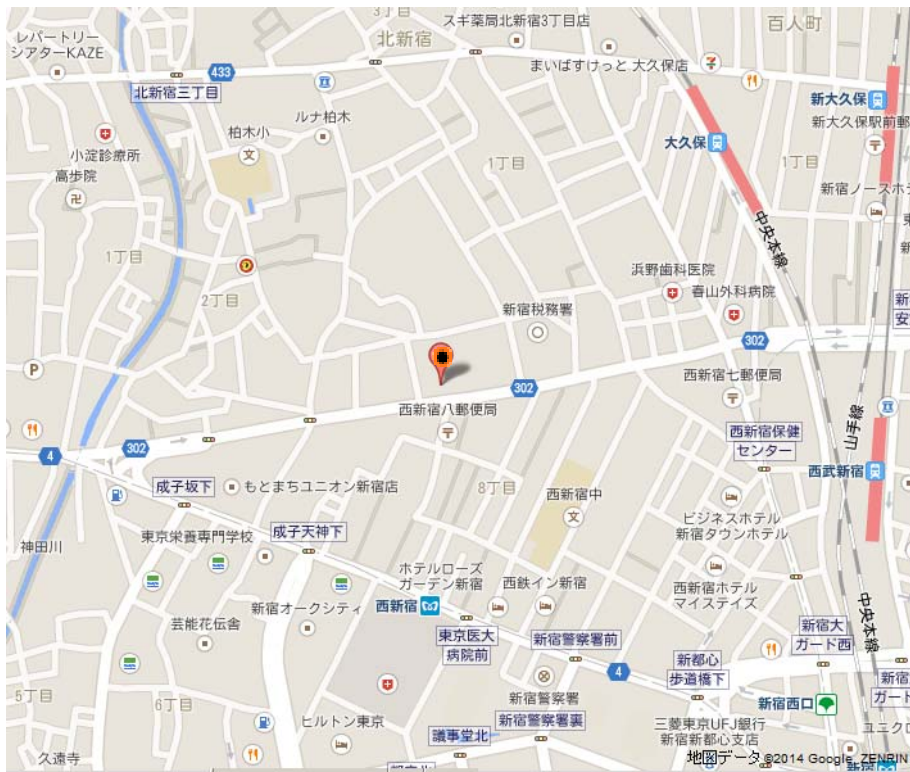 3丁目
スギ薬局北新宿3丁目店
百人町
レパートリー
シアターKAZE
北新宿
まいばすけっと 大久保店
433
北新宿三丁目
新大久保
ルナ柏木
新大久保駅前郵
柏木小
大久保
小淀診療所
1丁目
1丁目
高歩院
新宿ノースホテ
中央本線
1丁目
浜野歯科医院
2丁目
春山外科病院
新宿税務署
302
P
西新宿七郵便局
302
西新宿八郵便局
山手線
西新宿保健
センター
302
4
西武新宿
成子坂下
もとまちユニオン新宿店
8丁目
西新宿中
ビジネスホテル
新宿タウンホテル
成子天神下
東京栄養専門学校
神田川
ホテルローズ
ガーデン新宿
西鉄イン新宿
西新宿ホテル
マイステイズ
新宿オークシティ
西新宿
中央本線
芸能花伝舎
東京医大
病院前
新宿警察署前
新宿大
ガード西
新都心
歩道橋下
4
5丁目
6丁目
新宿警察署
新宿西口
ヒルトン東京
新宿警察署裏
三菱東京UFJ銀行
新宿新都心支店
議事堂北
ユニクロ
久遠寺
地図データ ©2014 Google, ZENRIN